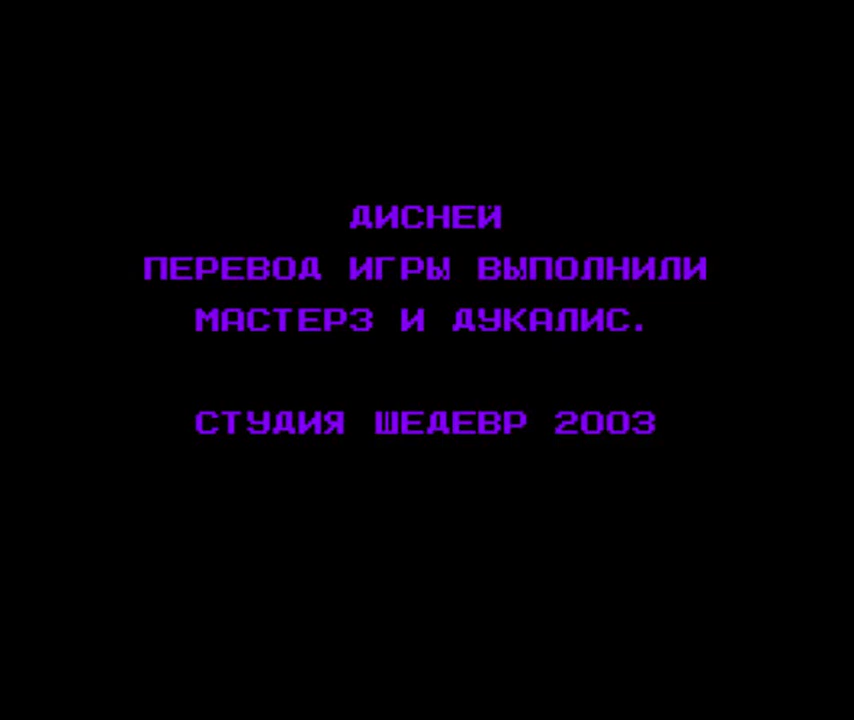 ДИСНЕЙ
ПЕРЕВОД ИГРЫ ВЫПОЛНИЛИ
МАСТЕРЗ И ДУКАЛИС.
СТУДИЯ ШЕДЕВР 2003